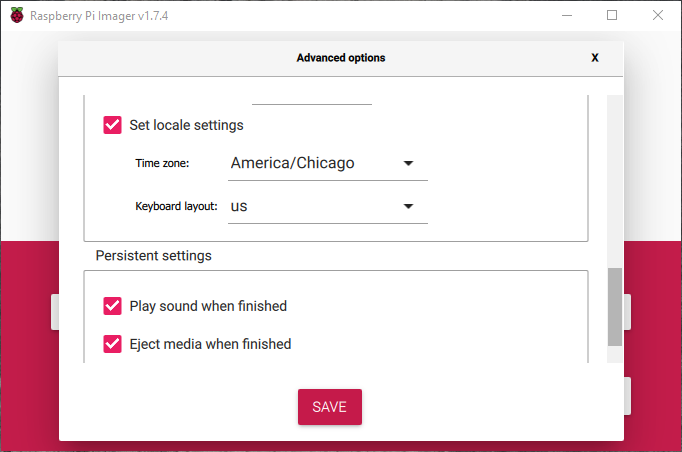 Raspberry Pi Imager v1.7.4
Advanced options
X
Set locale settings
Time zone: America/Chicago
Keyboard layout: us
Persistent settings
Play sound when finished
Eject media when finished
SAVE